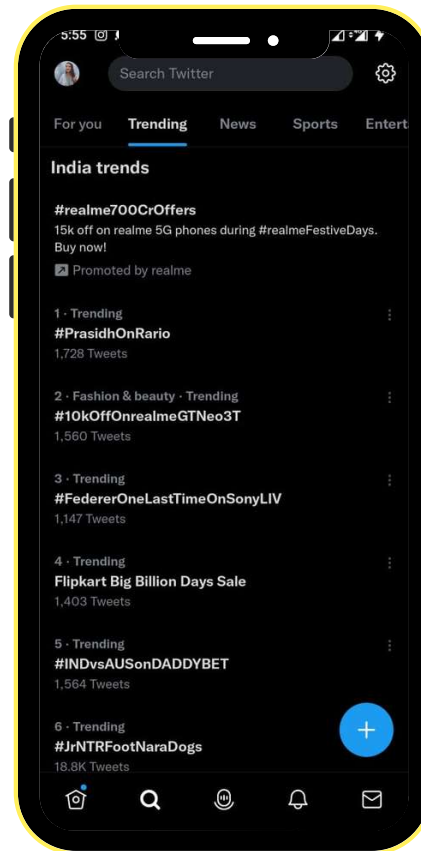 5:55
Search Twitter
For you Trending News Sports Entert
India trends
#realme700CrOffers
15k off on realme 5G phones during #realmeFestiveDays.
Buy now!
Promoted by realme
1 · Trending
#PrasidhOnRario
1,728 Tweets
2 · Fashion & beauty · Trending
#10kOffOnrealmeGTNeo3T
1,560 Tweets
3 · Trending
#FedererOneLastTimeOnSonyLIV
1,147 Tweets
4 · Trending
Flipkart Big Billion Days Sale
1,403 Tweets
5 · Trending
#INDvsAUSonDADDYBET
1,564 Tweets
6 · Trending
#JrNTRFootNaraDogs
18.8K Tweets